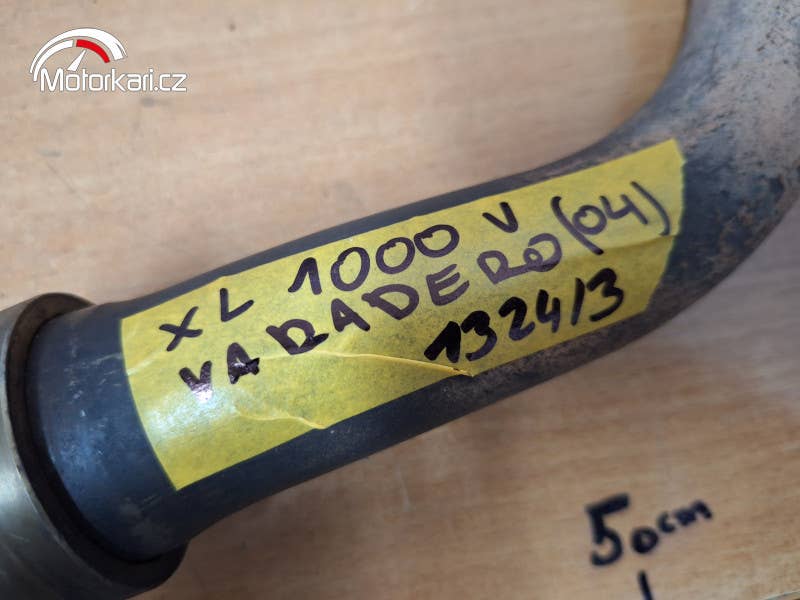 Motorkari.cz
XL 1000 V
VARADERO (04)
1324/3
50cm